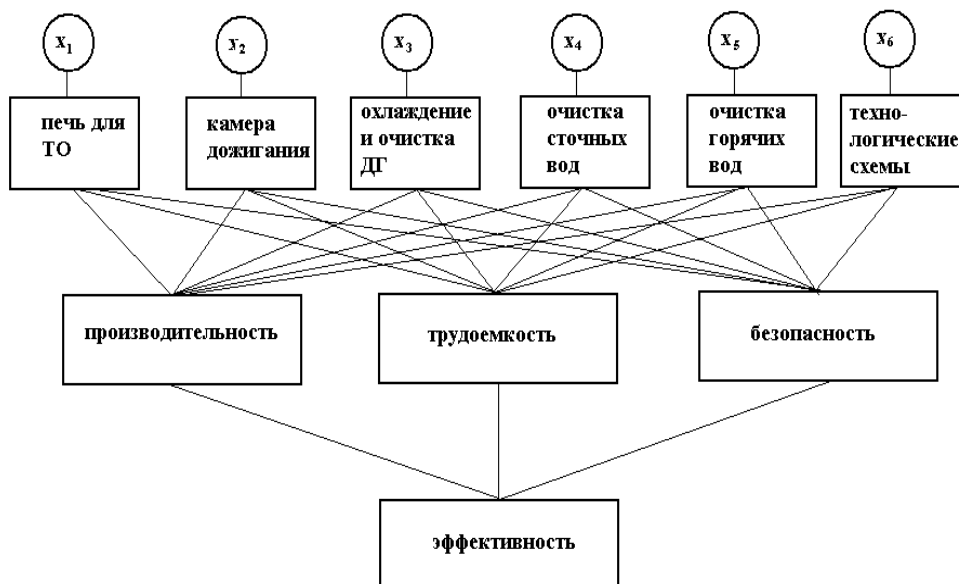 x1
x2
x3
x4
x5
x6
печь для
ТО
камера
дожигания
охлаждение
и очистка
ДГ
очистка
сточных
вод
очистка
горячих
вод
техно-
логические
схемы
производительность
трудоемкость
безопасность
эффективность